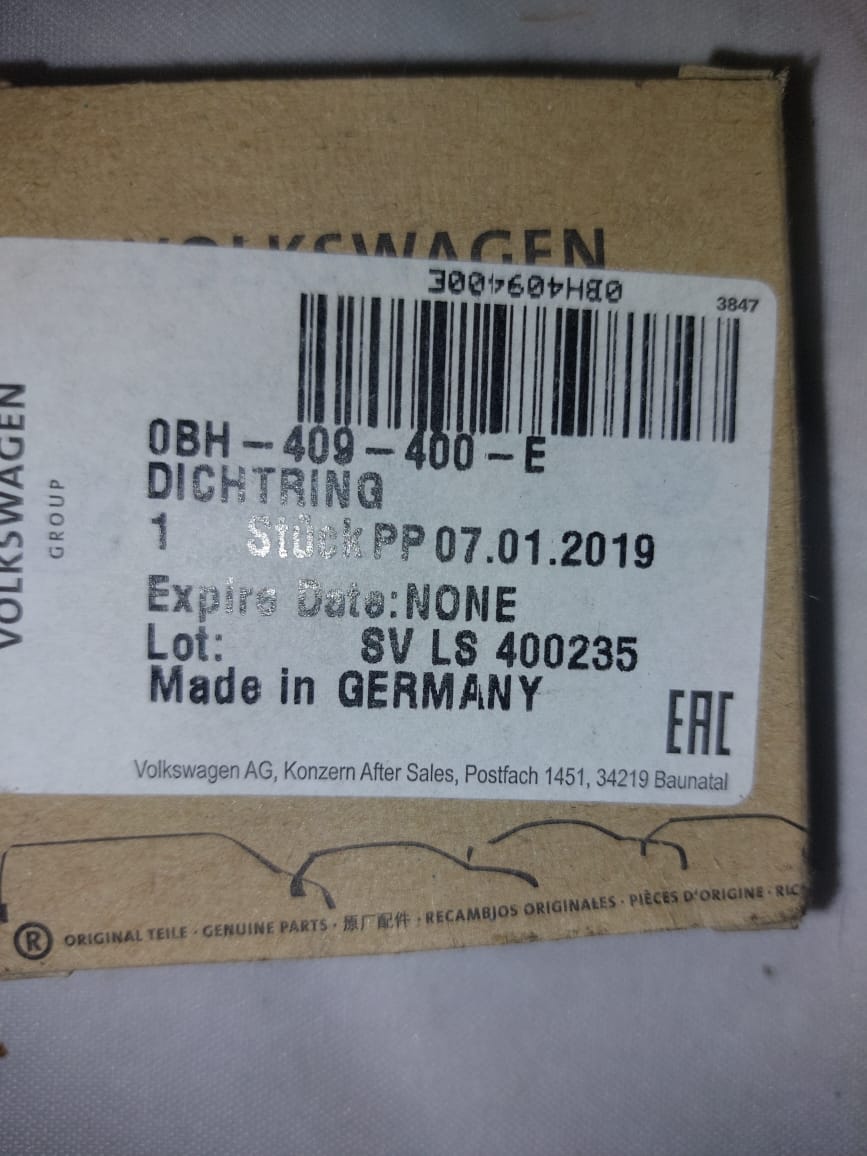 VOLKSWAGEN
0BH409400E
3847
0BH-409-400-E
DICHTRING
1 Stück PP 07.01.2019
Expire Date: NONE
Lot: SV LS 400235
Made in GERMANY
EAC
Volkswagen AG, Konzern After Sales, Postfach 1451, 34219 Baunatal
VOLKSWAGEN
GROUP
® ORIGINAL TEILE · GENUINE PARTS · 原厂配件 · RECAMBIOS ORIGINALES · PIÈCES D'ORIGINE · RIC